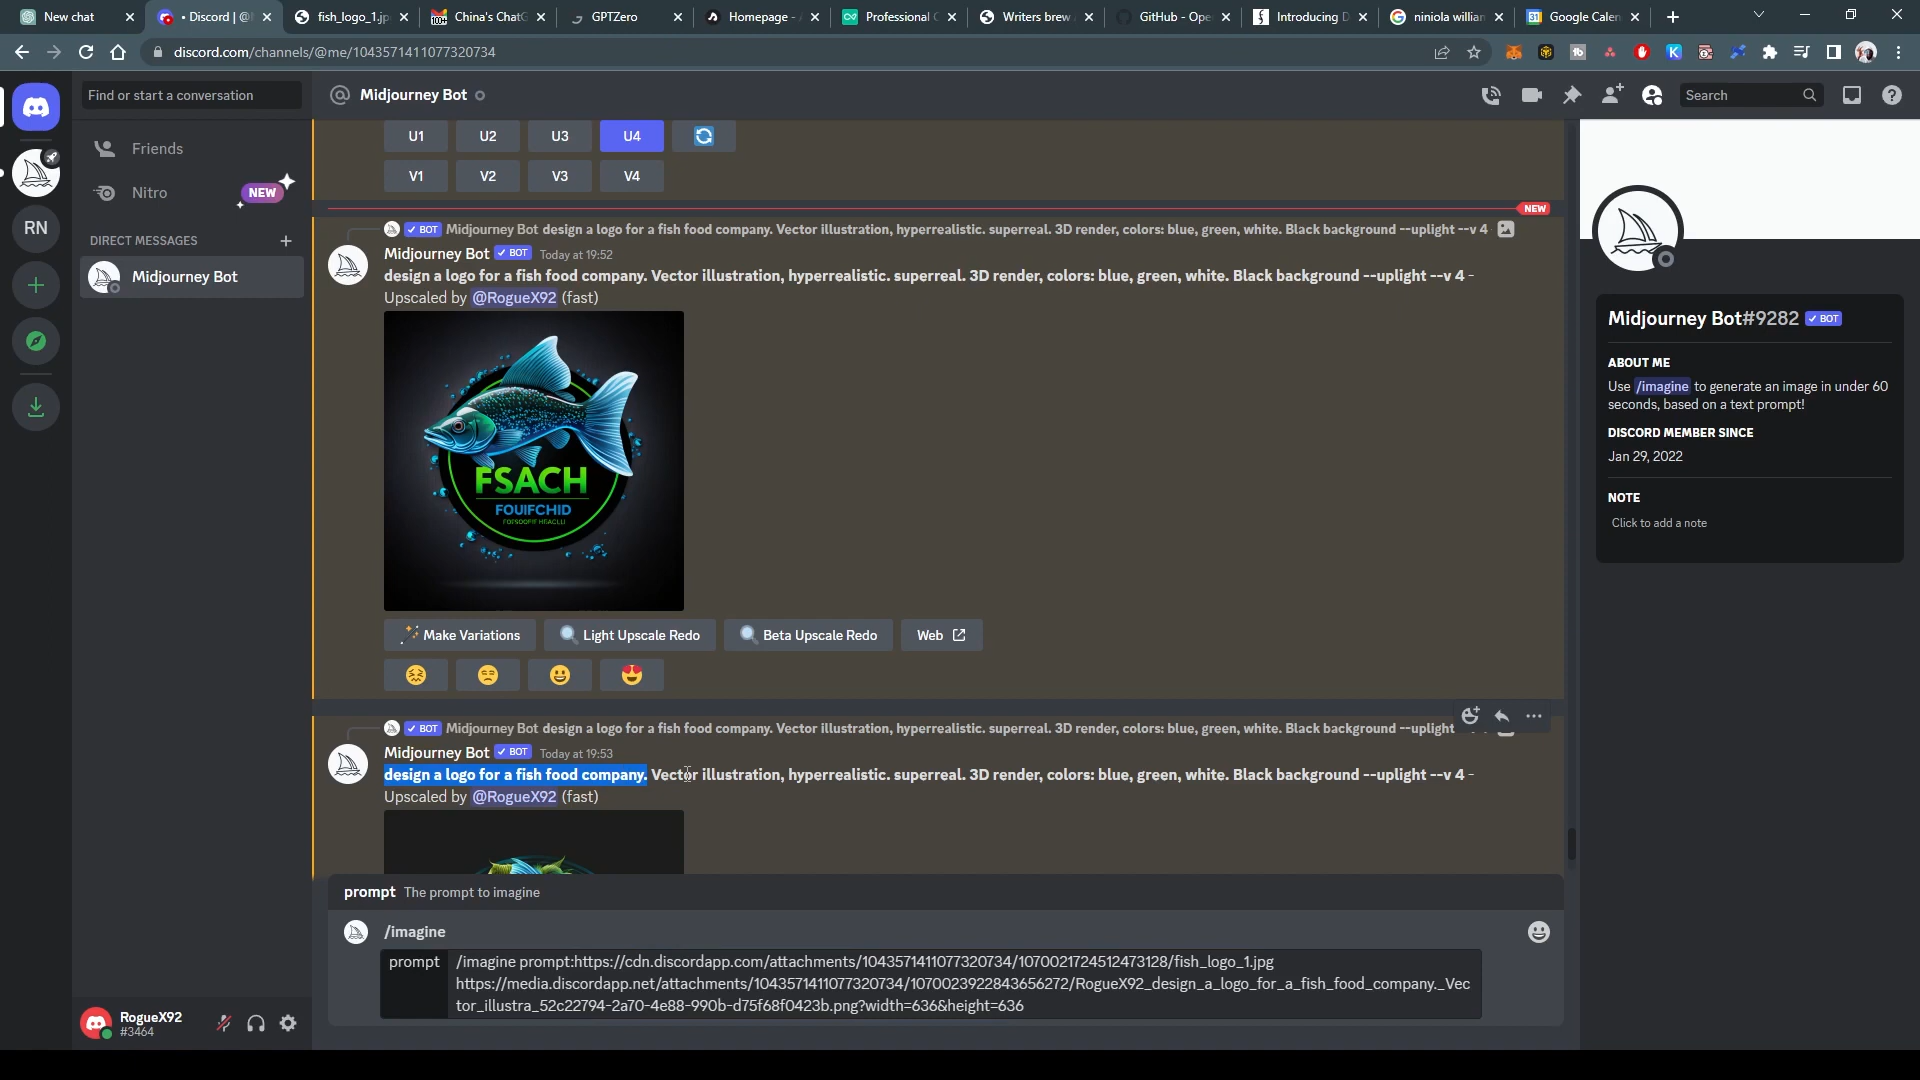 New chat
• Discord | @
fish_logo_1.jp
China's Chat
GPTZero
Homepage -
Professional
Writers brew
GitHub - Ope
Introducing
niniola willia
Google Calen
discord.com/channels/@me/1043571411077320734
Find or start a conversation
Midjourney Bot
Search
Friends
Nitro
NEW
DIRECT MESSAGES
Midjourney Bot
RN
U1 U2 U3 U4
V1 V2 V3 V4
NEW
BOT Midjourney Bot design a logo for a fish food company. Vector illustration, hyperrealistic. superreal. 3D render, colors: blue, green, white. Black background --uplight --v 4
Midjourney Bot BOT Today at 19:52
design a logo for a fish food company. Vector illustration, hyperrealistic. superreal. 3D render, colors: blue, green, white. Black background --uplight --v 4 -
Upscaled by @RogueX92 (fast)
FSACH
FOUIFCHID
Make Variations Light Upscale Redo Beta Upscale Redo Web
BOT Midjourney Bot design a logo for a fish food company. Vector illustration, hyperrealistic. superreal. 3D render, colors: blue, green, white. Black background --uplight
Midjourney Bot BOT Today at 19:53
design a logo for a fish food company. Vector illustration, hyperrealistic. superreal. 3D render, colors: blue, green, white. Black background --uplight --v 4 -
Upscaled by @RogueX92 (fast)
prompt The prompt to imagine
/imagine
prompt /imagine prompt:https://cdn.discordapp.com/attachments/1043571411077320734/1070021724512473128/fish_logo_1.jpg
https://media.discordapp.net/attachments/1043571411077320734/1070023922843656272/RogueX92_design_a_logo_for_a_fish_food_company._Vec
tor_illustra_52c22794-2a70-4e88-990b-d75f68f0423b.png?width=636&height=636
RogueX92
#3464
Midjourney Bot#9282 BOT
ABOUT ME
Use /imagine to generate an image in under 60
seconds, based on a text prompt!
DISCORD MEMBER SINCE
Jan 29, 2022
NOTE
Click to add a note